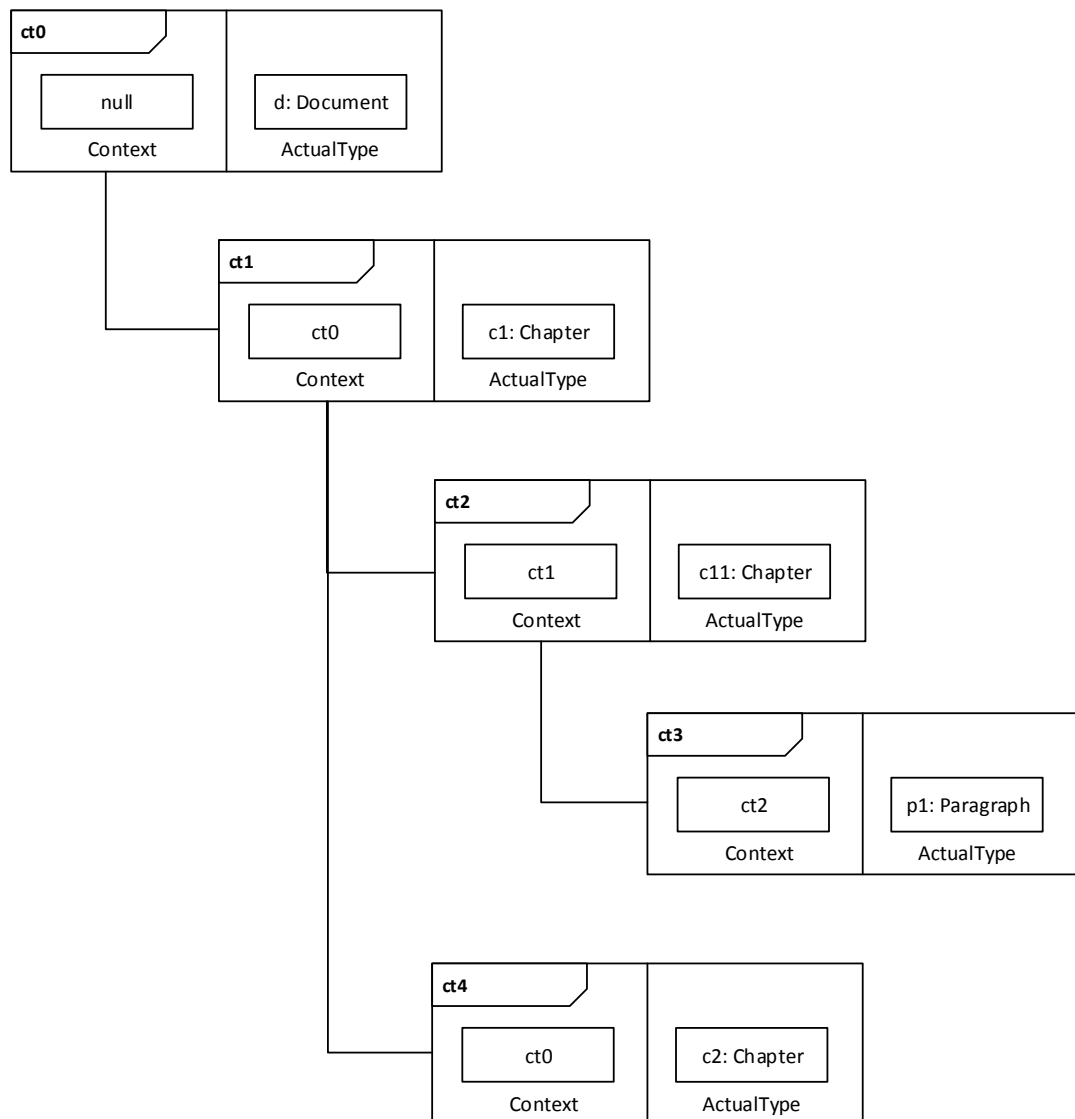 ct0
null
d: Document
Context
ActualType
ct1
ct0
c1: Chapter
Context
ActualType
ct2
ct1
c11: Chapter
Context
ActualType
ct3
ct2
p1: Paragraph
Context
ActualType
ct4
ct0
c2: Chapter
Context
ActualType